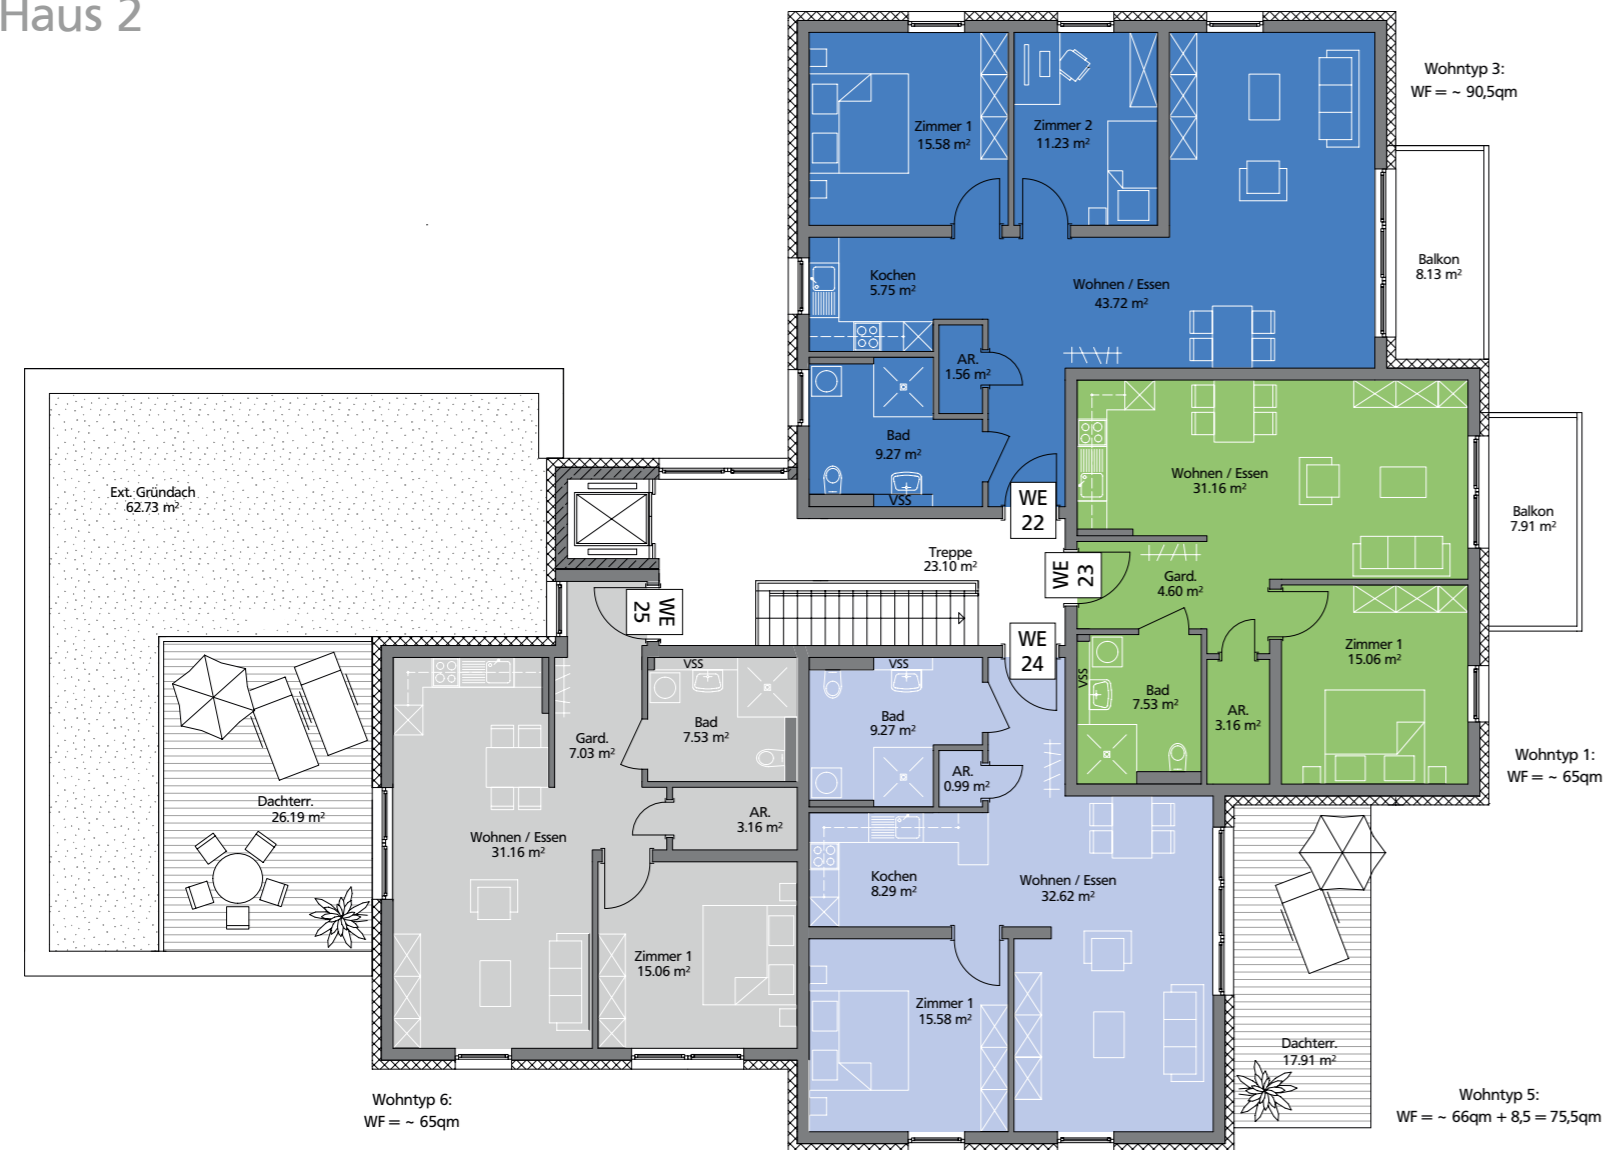 Haus 2
Wohntyp 3:
WF = ~ 90,5qm
Zimmer 1
15.58 m²
Zimmer 2
11.23 m²
Kochen
5.75 m²
Wohnen / Essen
43.72 m²
Balkon
8.13 m²
AR.
1.56 m²
Bad
9.27 m²
VSS
WE
22
Wohnen / Essen
31.16 m²
Balkon
7.91 m²
Ext. Gründach
62.73 m²
Treppe
23.10 m²
WE
23
Gard.
4.60 m²
WE
25
WE
24
Zimmer 1
15.06 m²
VSS
Bad
7.53 m²
AR.
3.16 m²
Wohntyp 1:
WF = ~ 65qm
VSS
Bad
7.53 m²
Gard.
7.03 m²
VSS
Bad
9.27 m²
AR.
0.99 m²
Dachterr.
26.19 m²
Wohnen / Essen
31.16 m²
AR.
3.16 m²
Kochen
8.29 m²
Wohnen / Essen
32.62 m²
Zimmer 1
15.06 m²
Zimmer 1
15.58 m²
Dachterr.
17.91 m²
Wohntyp 6:
WF = ~ 65qm
Wohntyp 5:
WF = ~ 66qm + 8,5 = 75,5qm